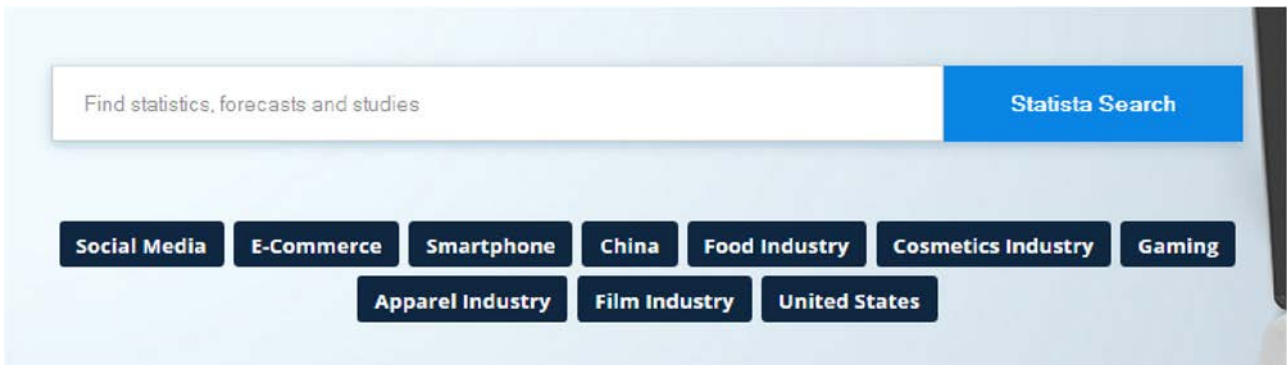 Find statistics, forecasts and studies Statista Search
Social Media E-Commerce Smartphone China Food Industry Cosmetics Industry Gaming
Apparel Industry Film Industry United States